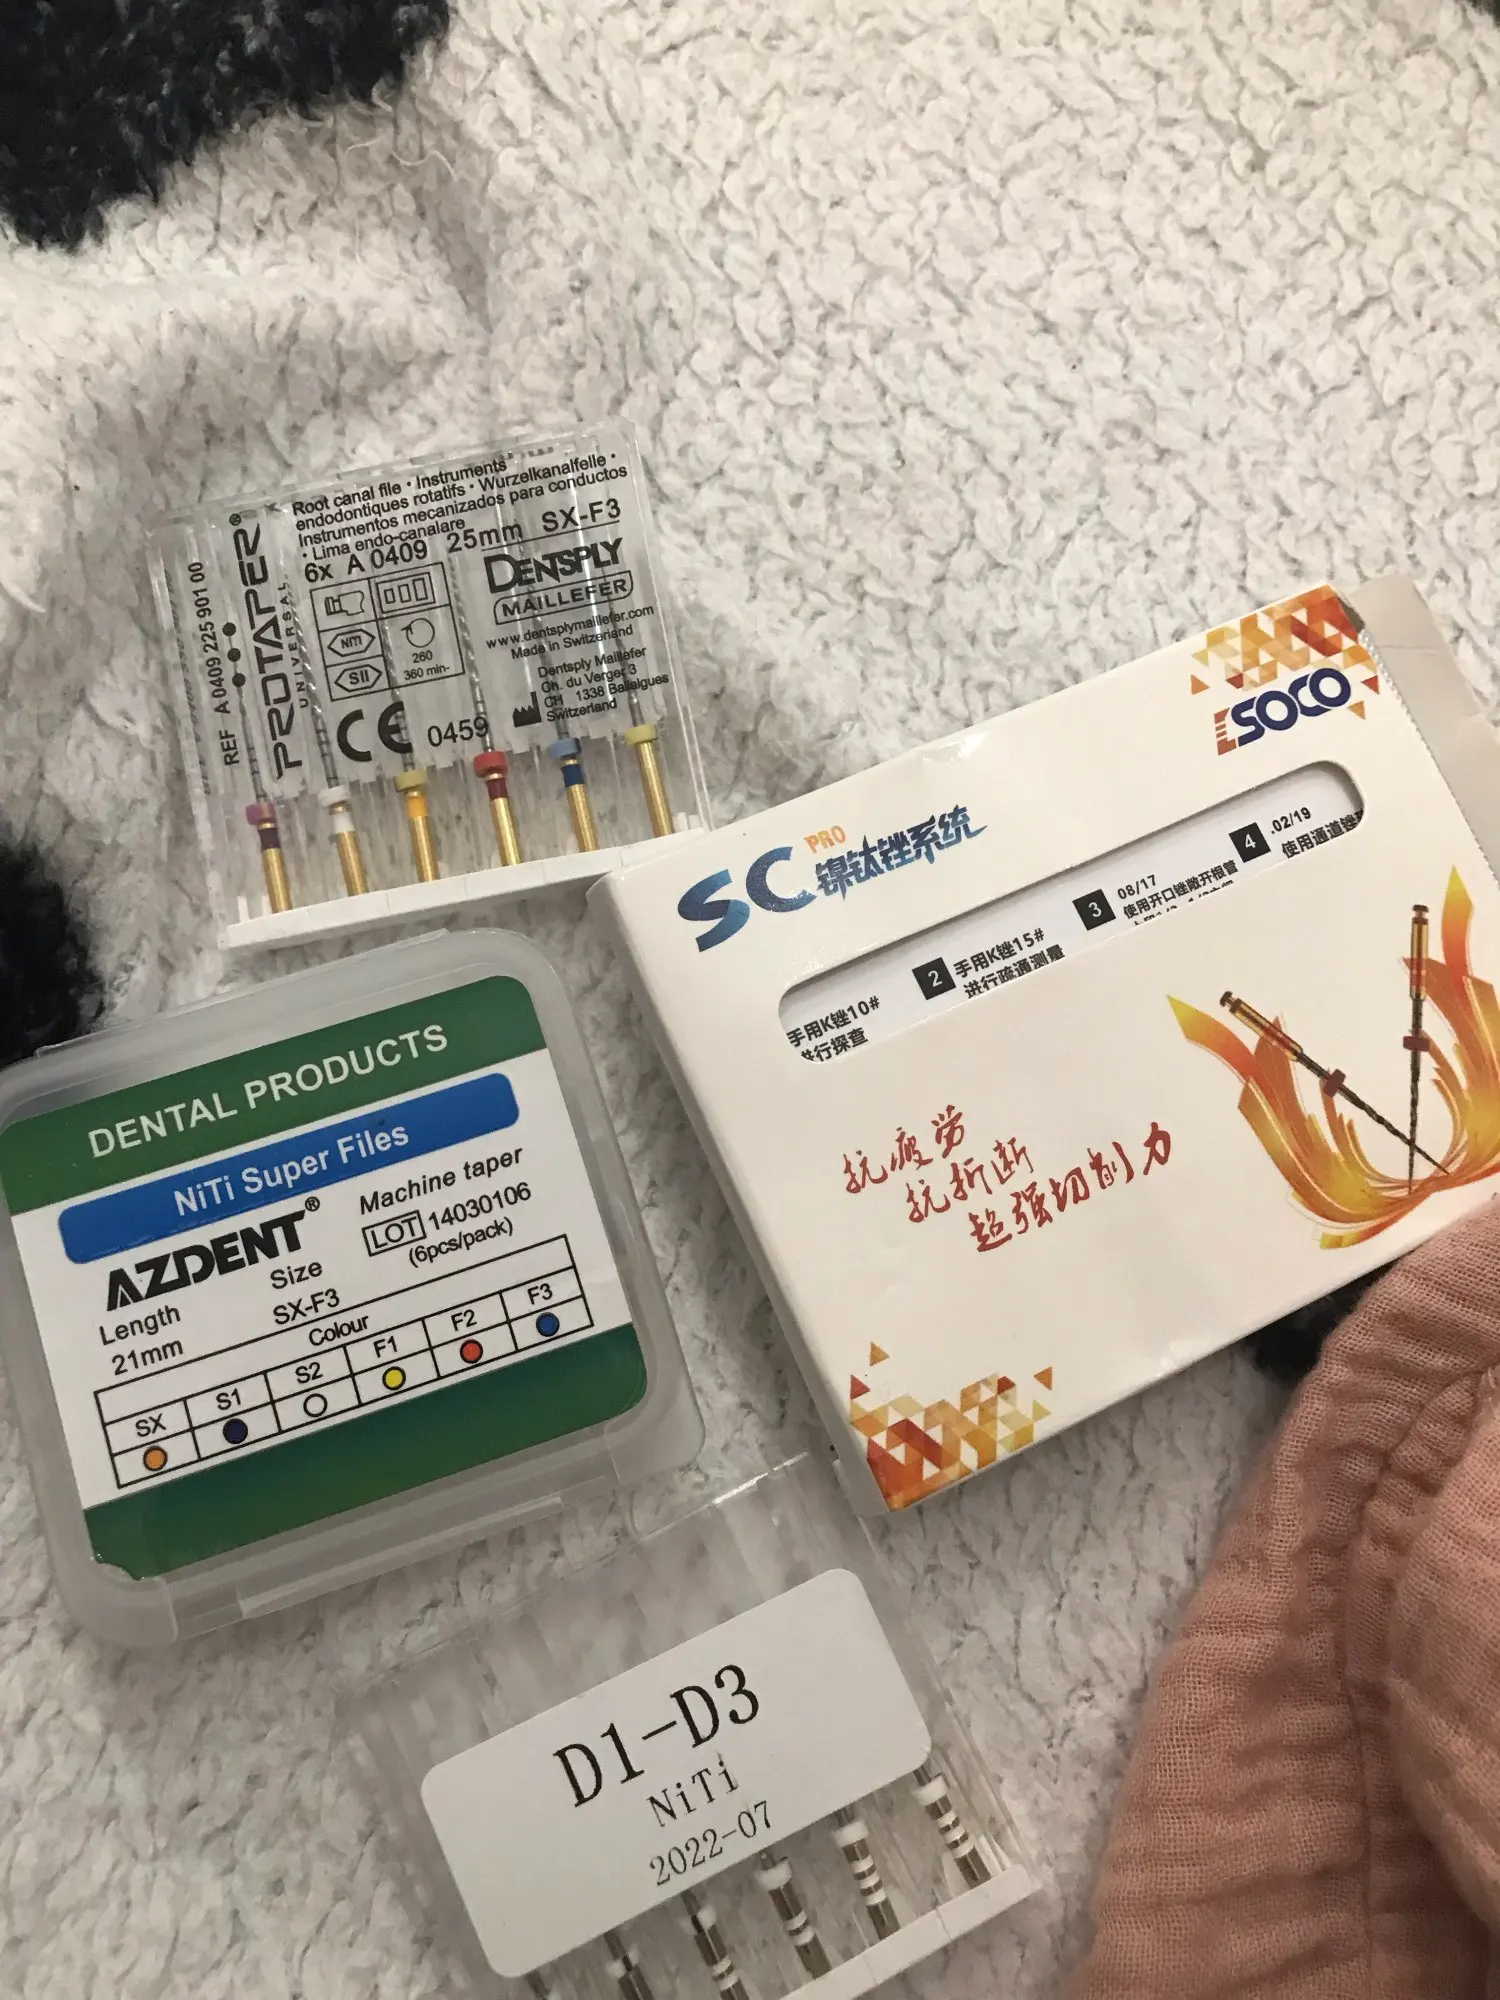 Root canal file • Instruments
endodontiques rotatifs • Wurzelkanalfeile •
Instrumentos mecanizados para conductos
• Lima endo-canalare
6x A 0409 25mm SX-F3
REF A 0409 225 901 00
PROTAPER®
UNIVERSAL
NiTi
SII
260
360 min-
CE 0459
DENTSPLY
MAILLEFER
www.dentsplymaillefer.com
Made in Switzerland
Dentsply Maillefer
Ch. du Verger 3
CH 1338 Ballaigues
Switzerland
SOCO
SC PRO 镍钛锉系统
手用K锉10#
进行探查
2 手用K锉15#
进行疏通测量
3 08/17
使用开口锉敞开根管
4 .02/19
使用通道锉
抗疲劳
抗折断
超强切削力
DENTAL PRODUCTS
NiTi Super Files
AZDENT®
Machine taper
LOT 14030106
(6pcs/pack)
Length
21mm
Size
SX-F3
Colour
SX S1 S2 F1 F2 F3
D1-D3
NiTi
2022-07